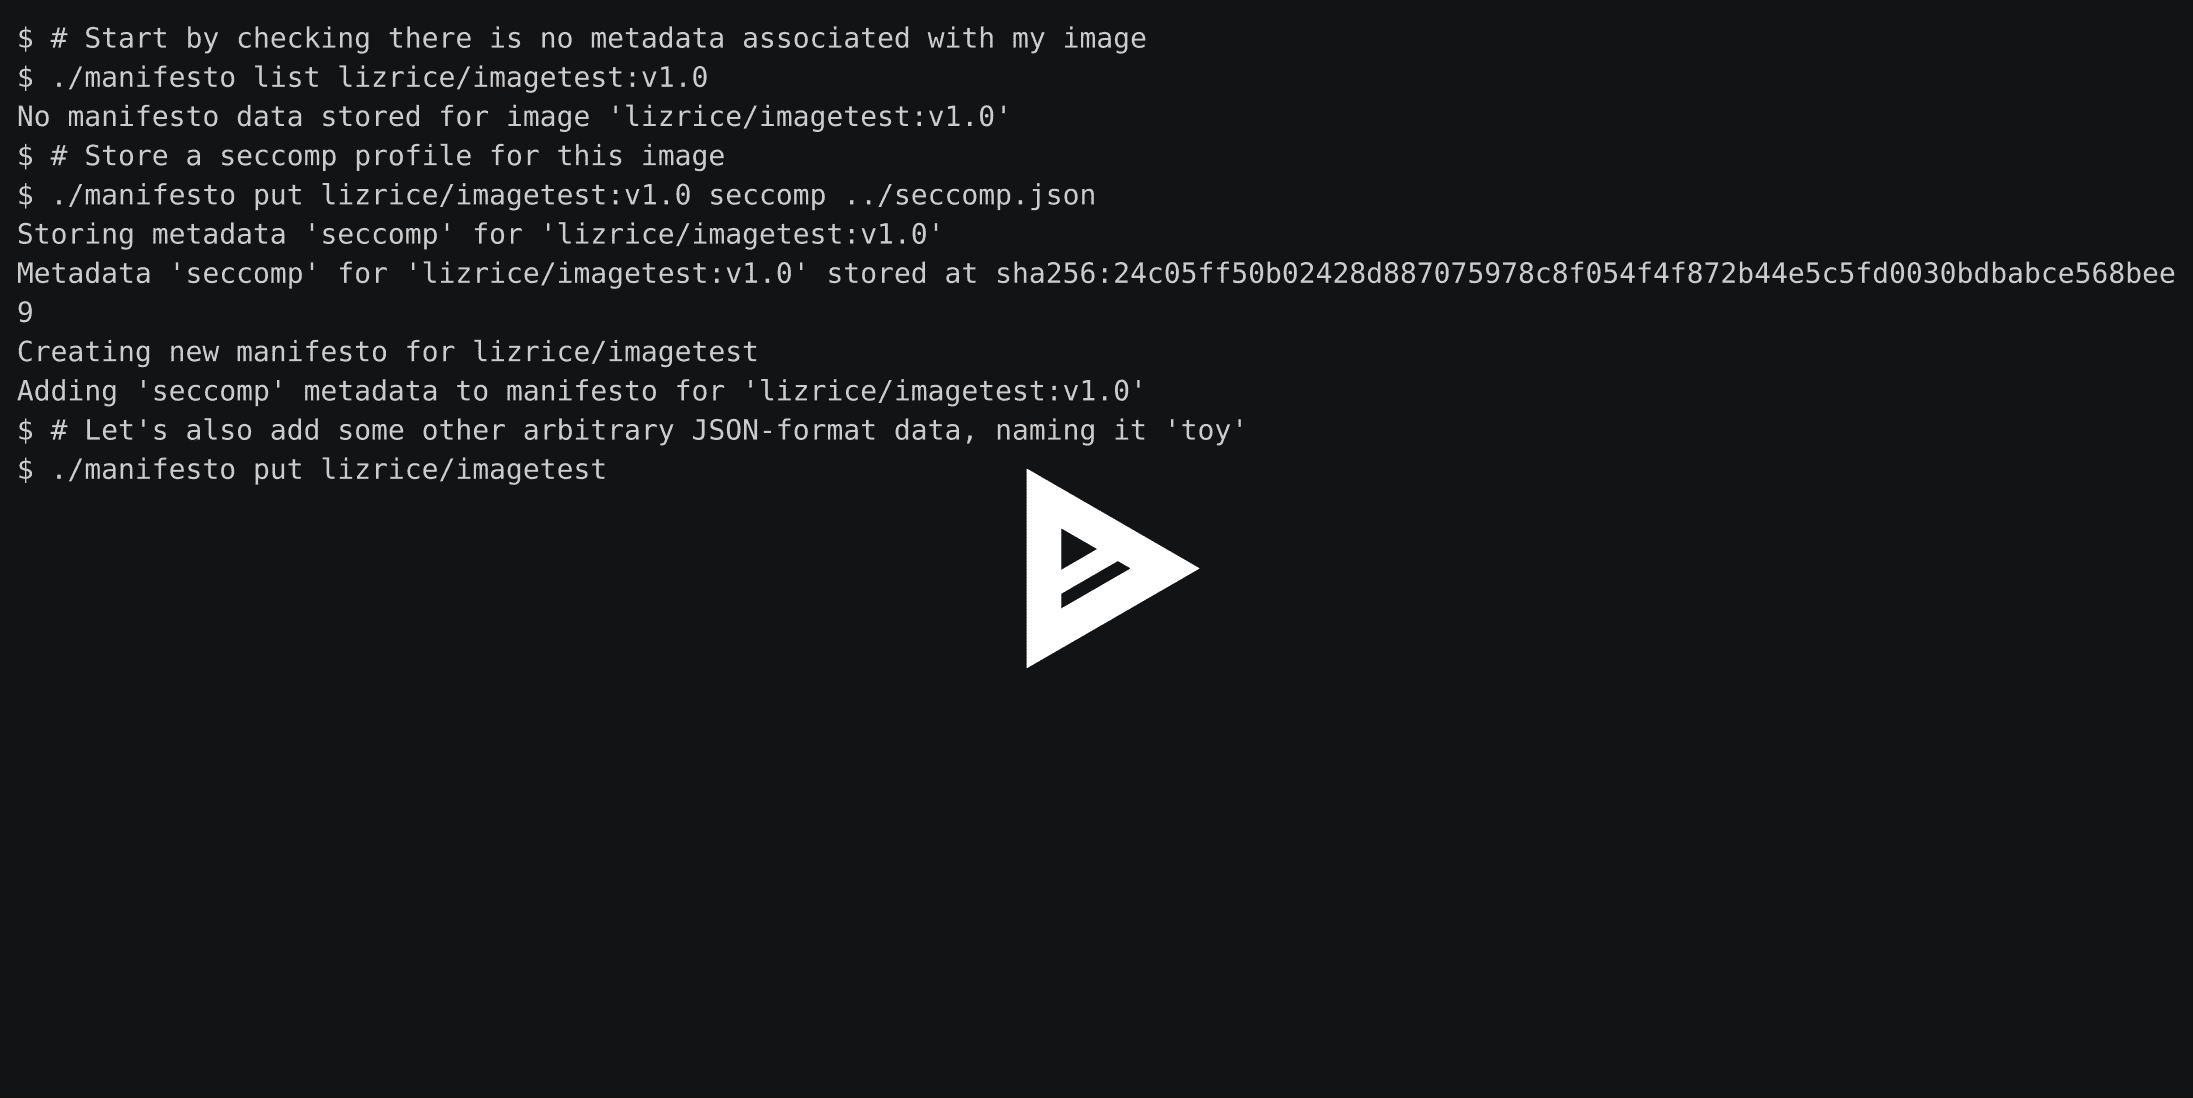 $ # Start by checking there is no metadata associated with my image
$ ./manifesto list lizrice/imagetest:v1.0
No manifesto data stored for image 'lizrice/imagetest:v1.0'
$ # Store a seccomp profile for this image
$ ./manifesto put lizrice/imagetest:v1.0 seccomp ../seccomp.json
Storing metadata 'seccomp' for 'lizrice/imagetest:v1.0'
Metadata 'seccomp' for 'lizrice/imagetest:v1.0' stored at sha256:24c05ff50b02428d887075978c8f054f4f872b44e5c5fd0030bdbabce568bee
9
Creating new manifesto for lizrice/imagetest
Adding 'seccomp' metadata to manifesto for 'lizrice/imagetest:v1.0'
$ # Let's also add some other arbitrary JSON-format data, naming it 'toy'
$ ./manifesto put lizrice/imagetest